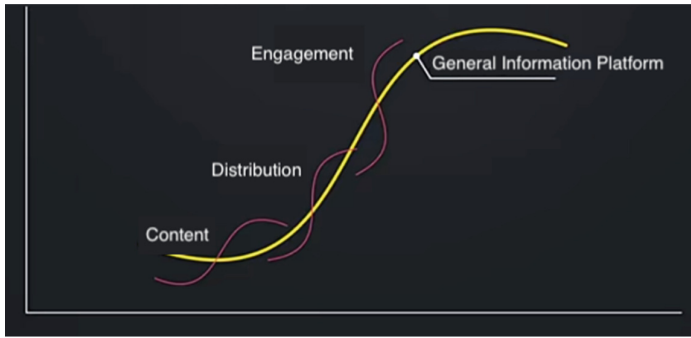 Engagement
General Information Platform
Distribution
Content